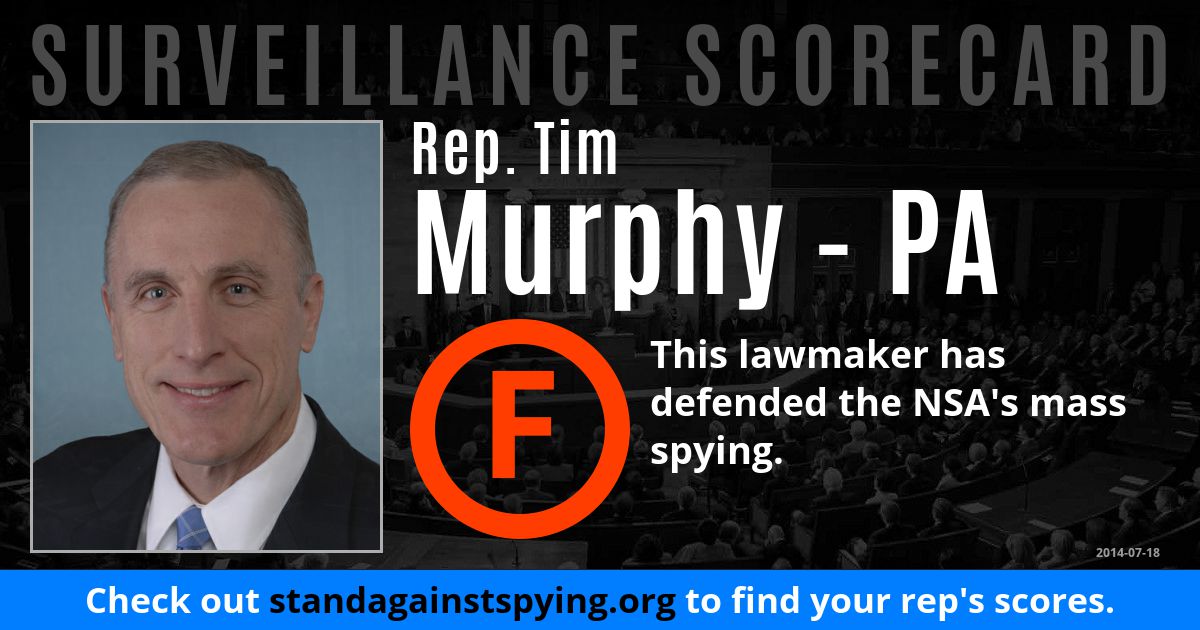 SURVEILLANCE SCORECARD
Rep. Tim
Murphy - PA
F
This lawmaker has
defended the NSA's mass
spying.
2014-07-18
Check out standagainstspying.org to find your rep's scores.